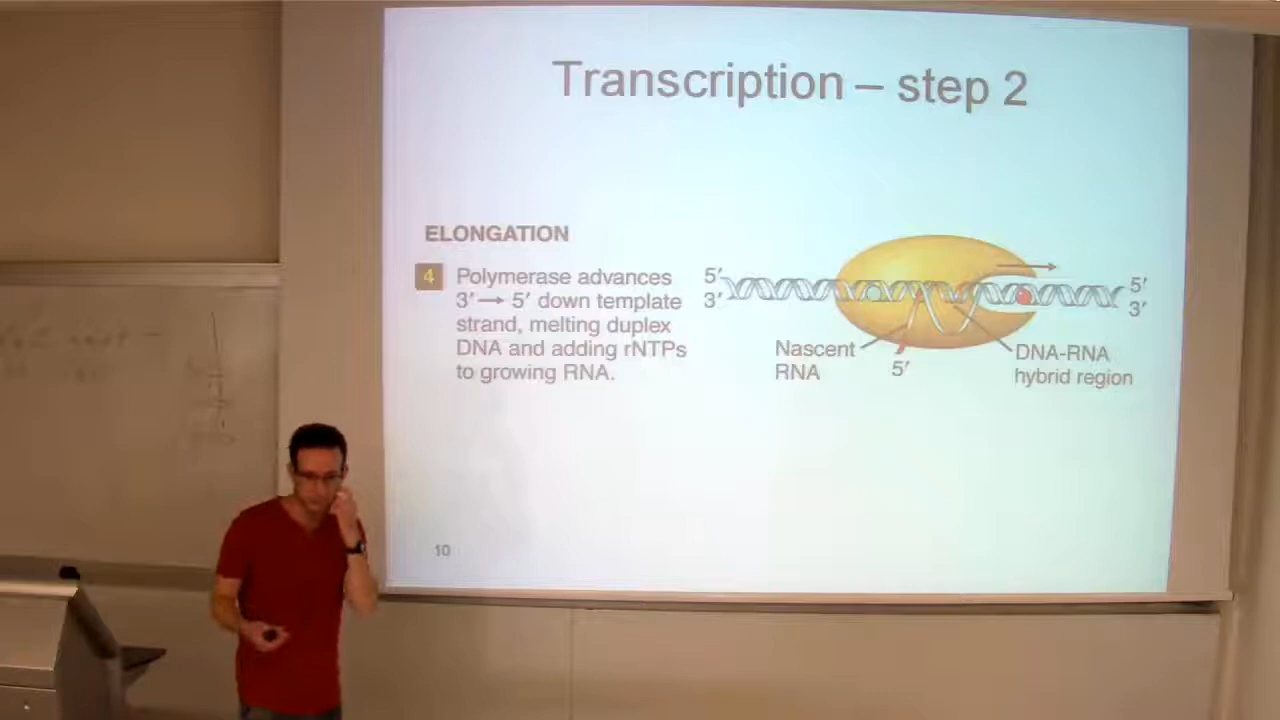 Transcription – step 2
ELONGATION
4 Polymerase advances
3′→ 5′ down template
strand, melting duplex
DNA and adding rNTPs
to growing RNA.
5′
3′
5′
3′
Nascent
RNA
5′
DNA-RNA
hybrid region
10